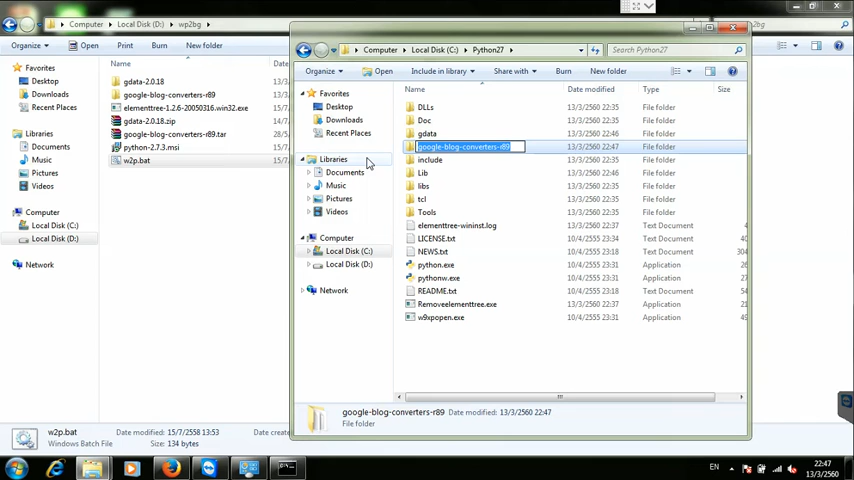 Computer Local Disk (D:) wp2bg
Organize Open Print Burn New folder
Favorites
Desktop
Downloads
Recent Places
Libraries
Documents
Music
Pictures
Videos
Computer
Local Disk (C:)
Local Disk (D:)
Network
Name
gdata-2.0.18
google-blog-converters-r89
elementtree-1.2.6-20050316.win32.exe
gdata-2.0.18.zip
google-blog-converters-r89.tar
python-2.7.3.msi
w2p.bat
Computer Local Disk (C:) Python27
Search Python27
Organize Open Include in library Share with Burn New folder
Favorites
Desktop
Downloads
Recent Places
Libraries
Documents
Music
Pictures
Videos
Computer
Local Disk (C:)
Local Disk (D:)
Network
Name Date modified Type Size
DLLs 13/3/2560 22:35 File folder
Doc 13/3/2560 22:35 File folder
gdata 13/3/2560 22:35 File folder
google-blog-converters-r89 13/3/2560 22:47 File folder
include 13/3/2560 22:35 File folder
Lib 13/3/2560 22:35 File folder
libs 13/3/2560 22:35 File folder
tcl 13/3/2560 22:35 File folder
Tools 13/3/2560 22:35 File folder
elementtree-wininst.log 13/3/2560 22:37 Text Document
LICENSE.txt 10/4/2555 23:18 Text Document
NEWS.txt 10/4/2555 23:18 Text Document 304
python.exe 10/4/2555 23:31 Application
pythonw.exe 10/4/2555 23:31 Application
README.txt 10/4/2555 23:18 Text Document
Removeelementtree.exe 13/3/2560 22:37 Application
w9xpopen.exe 10/4/2555 23:31 Application
google-blog-converters-r89 Date modified: 13/3/2560 22:47
File folder
w2p.bat Date modified: 15/7/2558 13:53
Windows Batch File Size: 134 bytes
EN
22:47
13/3/2560